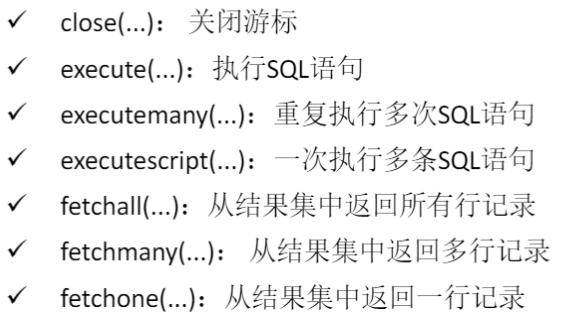 ✓ close(...): 关闭游标
✓ execute(...)：执行SQL语句
✓ executemany(...)：重复执行多次SQL语句
✓ executescript(...)：一次执行多条SQL语句
✓ fetchall(...)：从结果集中返回所有行记录
✓ fetchmany(...)： 从结果集中返回多行记录
✓ fetchone(...)：从结果集中返回一行记录